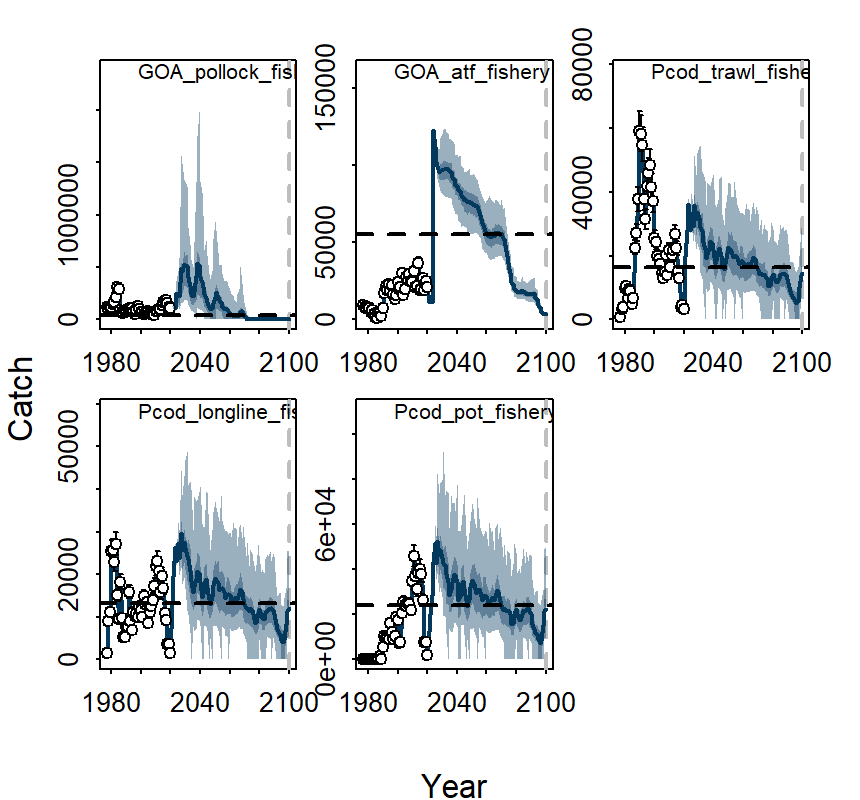 GOA_pollock_fis
GOA_atf_fishery
Pcod_trawl_fishe
0
1000000
0
50000
150000
0
40000
80000
1980 2040 2100
1980 2040 2100
1980 2040 2100
Catch
Pcod_longline_fis
Pcod_pot_fishery
0
20000
50000
0e+00
6e+04
1980 2040 2100
1980 2040 2100
Year